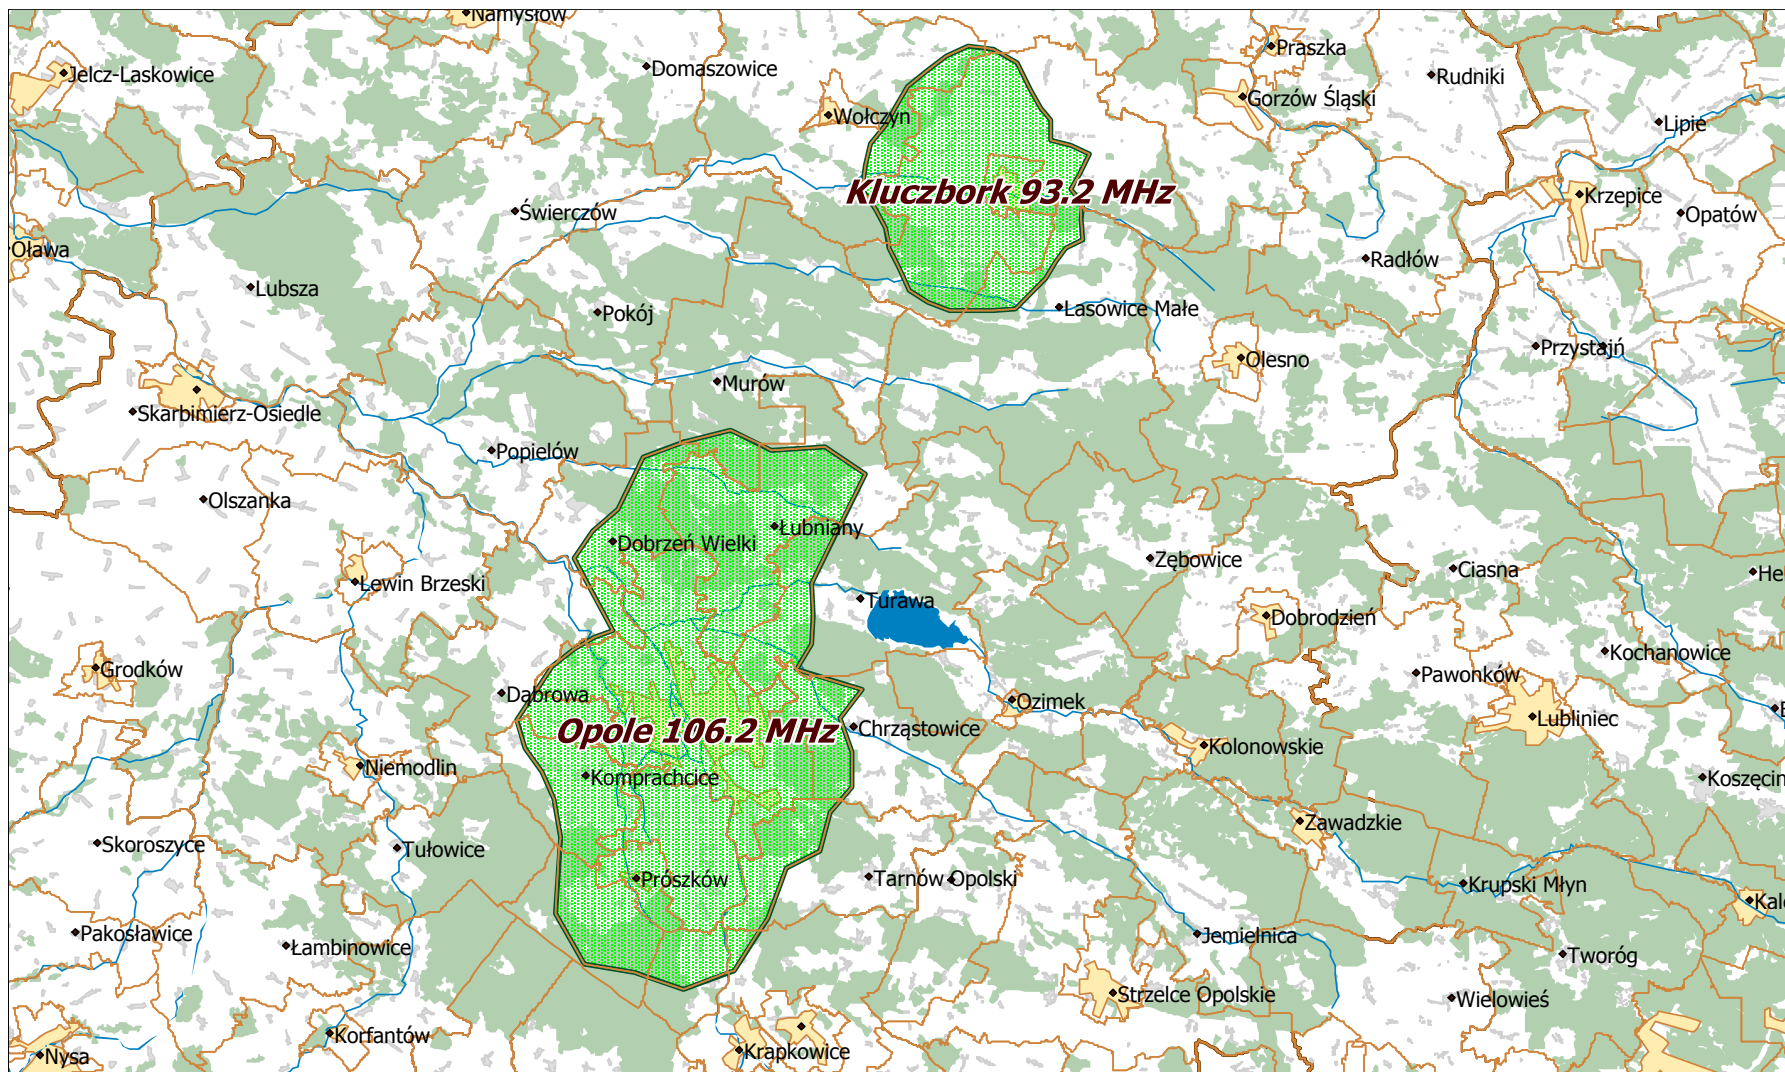 Namysłów
Jelcz-Laskowice
Domaszowice
Praszka
Rudniki
Gorzów Śląski
Wołczyn
Lipie
Kluczbork 93.2 MHz
Krzepice
Opatów
Świerczów
Oława
Radłów
Lubsza
Pokój
Lasowice Małe
Przystajń
Olesno
Murów
Skarbimierz-Osiedle
Popielów
Olszanka
Łubniany
Dobrzeń Wielki
Zębowice
Ciasna
He
Lewin Brzeski
Turawa
Dobrodzień
Kochanowice
Grodków
Pawonków
Dąbrowa
Ozimek
Lubliniec
Opole 106.2 MHz
Chrząstowice
Kolonowskie
Niemodlin
Komprachcice
Koszęcin
Zawadzkie
Skoroszyce
Tułowice
Prószków
Tarnów Opolski
Krupski Młyn
Kale
Pakosławice
Łambinowice
Jemielnica
Tworóg
Strzelce Opolskie
Wielowieś
Korfantów
Krapkowice
Nysa